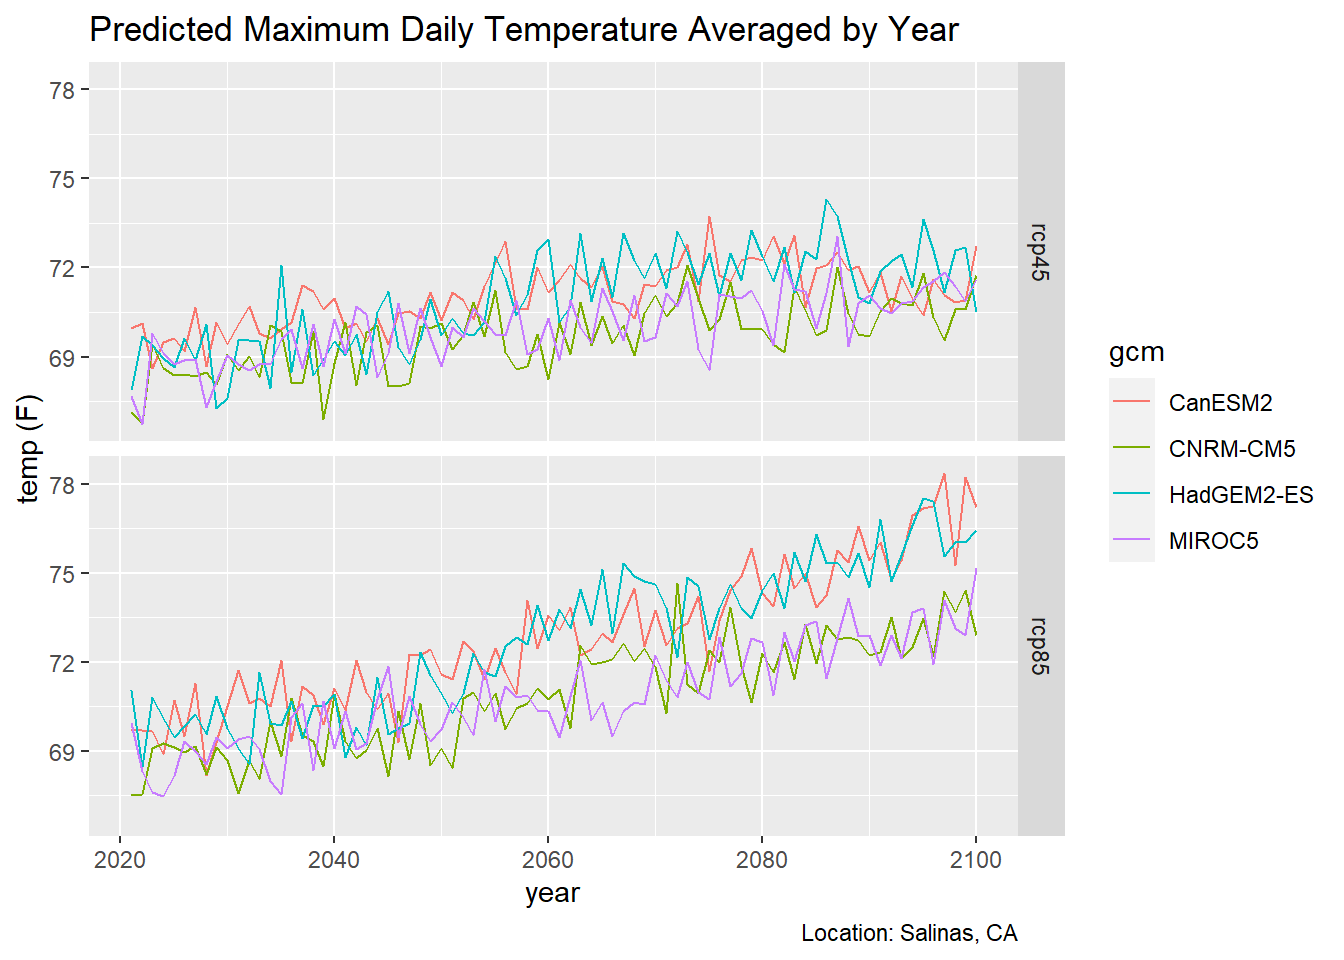 Predicted Maximum Daily Temperature Averaged by Year
78
75
72
69
rcp45
78
75
72
69
rcp85
temp (F)
2020 2040 2060 2080 2100
year
Location: Salinas, CA
gcm
CanESM2
CNRM-CM5
HadGEM2-ES
MIROC5